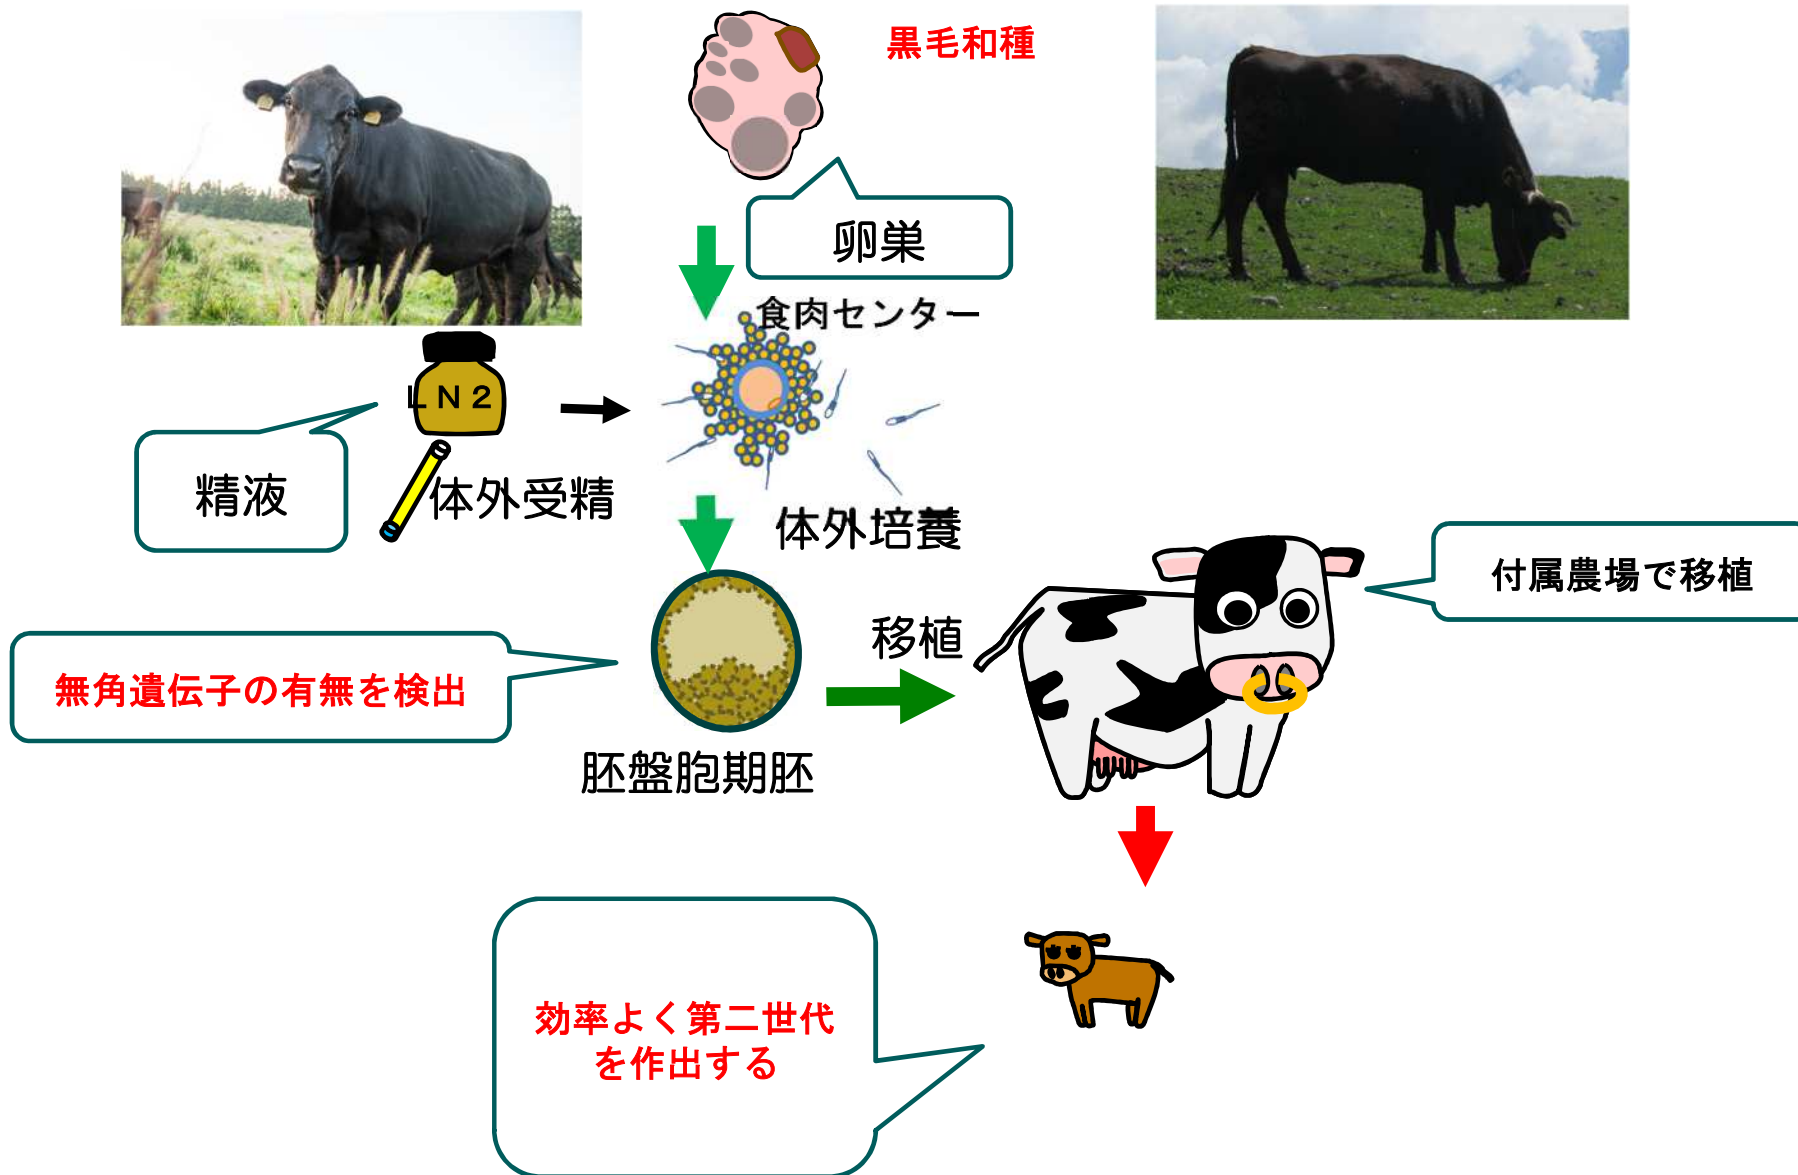 黒毛和種
卵巣
食肉センター
LN2
精液
体外受精
体外培養
付属農場で移植
移植
無角遺伝子の有無を検出
胚盤胞期胚
効率よく第二世代
を作出する